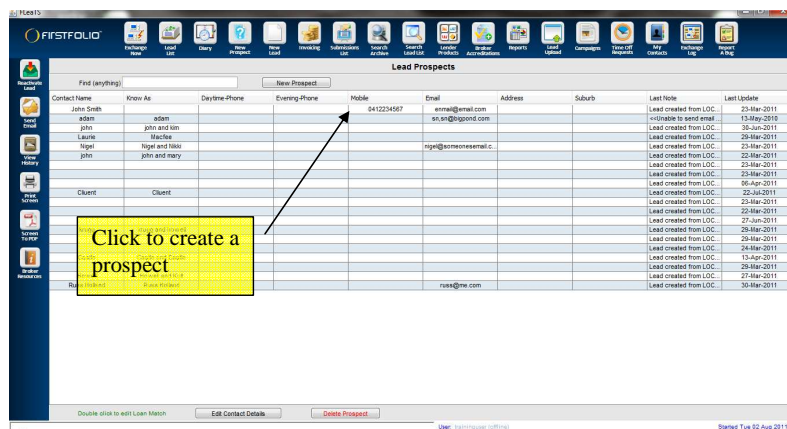 FLeaTS
FIRSTFOLIO
Exchange Now
Lead List
Diary
New Prospect
New Lead
Invoicing
Submissions List
Search Archive
Search Lead List
Lender Products
Broker Accreditations
Reports
Lead Upload
Campaigns
Time Off Requests
My Contacts
Exchange Log
Report A Bug
Reactivate Lead
Send Email
View History
Print Screen
Screen To PDF
Broker Resources
Lead Prospects
Find (anything) New Prospect
Contact Name Know As Daytime-Phone Evening-Phone Mobile Email Address Suburb Last Note Last Update
John Smith 0412234567 enmail@email.com Lead created from LOC... 23-Mar-2011
adam adam sn,sn@bigpond.com <<Unable to send email ... 13-May-2010
john john and kim Lead created from LOC... 30-Jun-2011
Laurie Macfee Lead created from LOC... 29-Mar-2011
Nigel Nigel and Nikki nigel@someonesemail.c... Lead created from LOC... 23-Mar-2011
john john and mary Lead created from LOC... 22-Mar-2011
Lead created from LOC... 23-Mar-2011
Lead created from LOC... 23-Mar-2011
Lead created from LOC... 06-Apr-2011
Cluent Cluent Lead created from LOC... 22-Jul-2011
Lead created from LOC... 23-Mar-2011
Lead created from LOC... 22-Mar-2011
Lead created from LOC... 27-Jun-2011
Lead created from LOC... 29-Mar-2011
Lead created from LOC... 29-Mar-2011
Lead created from LOC... 24-Mar-2011
Lead created from LOC... 13-Apr-2011
Lead created from LOC... 29-Mar-2011
Lead created from LOC... 27-Mar-2011
russ@me.com Lead created from LOC... 30-Mar-2011
Click to create a
prospect
Double click to edit Loan Match Edit Contact Details Delete Prospect
User: traininguser (offline) Started Tue 02 Aug 2011